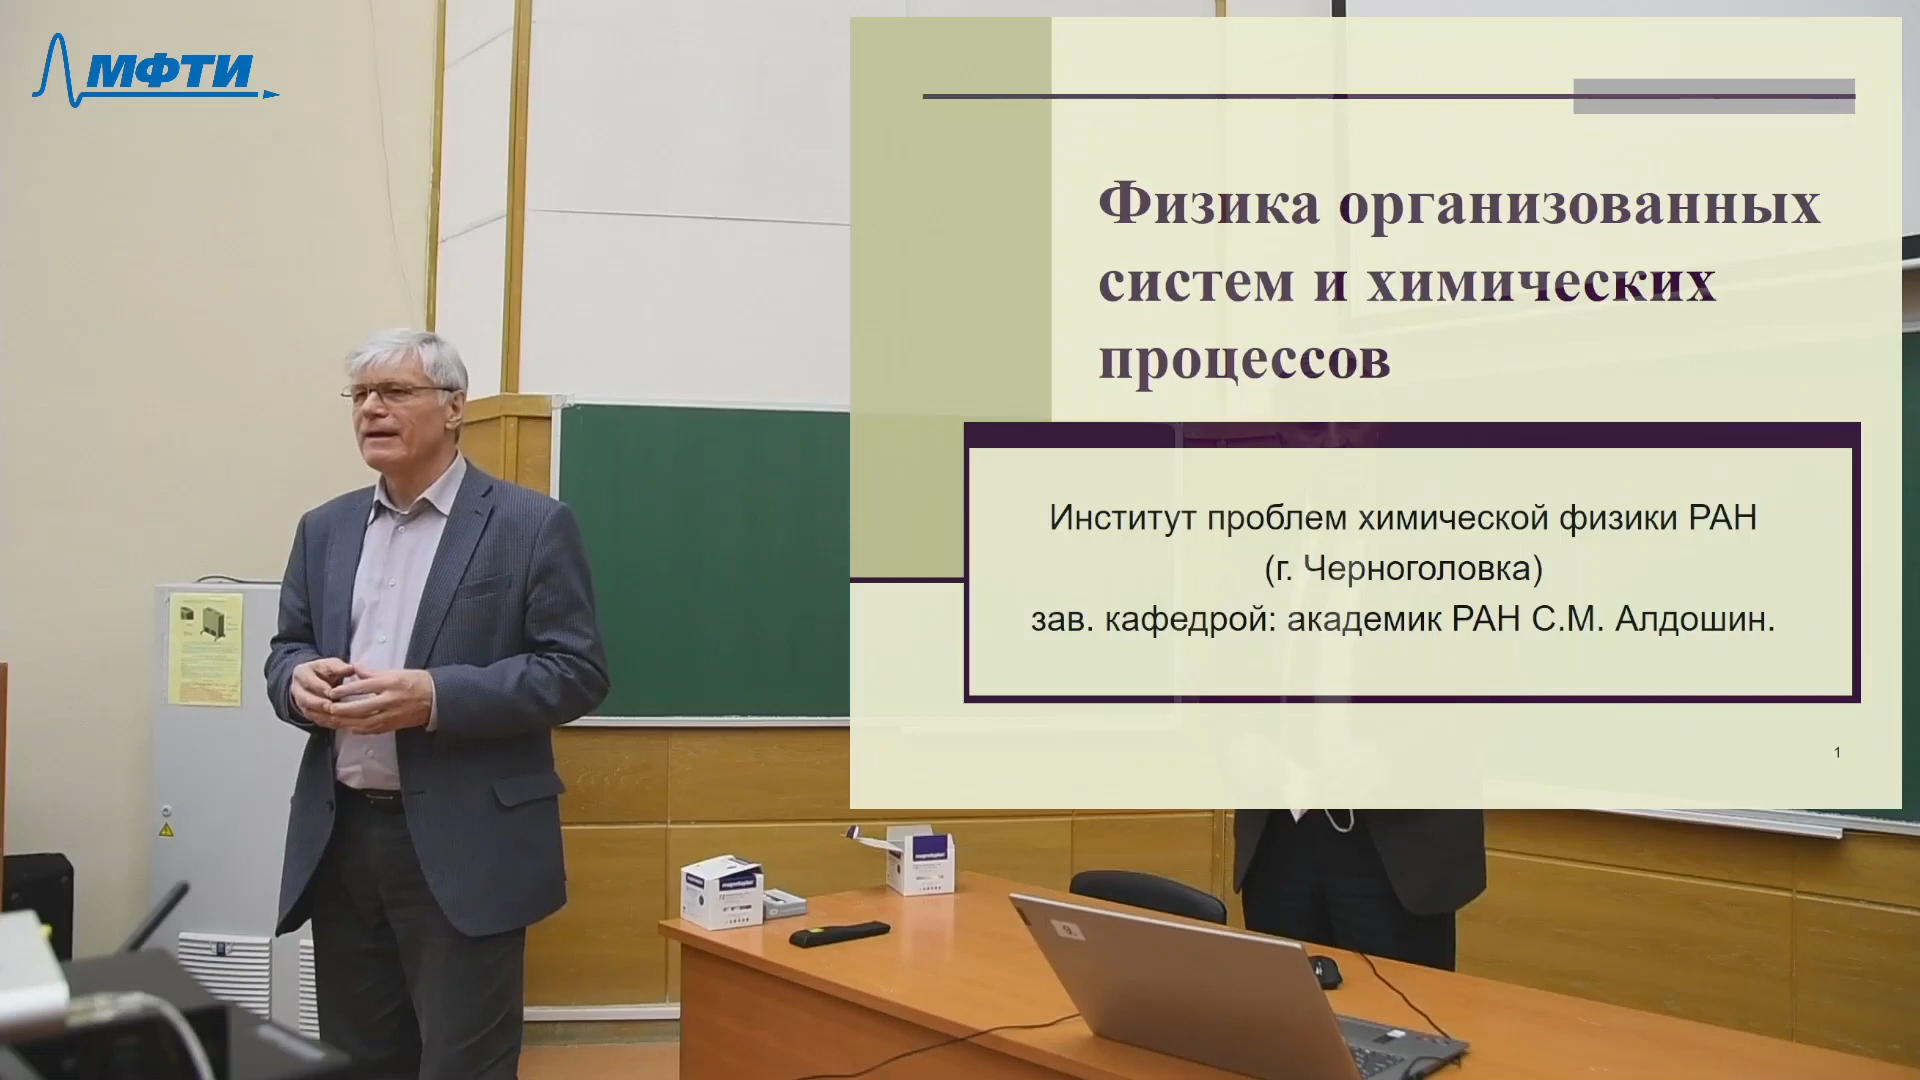 МФТИ
Физика организованных
систем и химических
процессов
Институт проблем химической физики РАН
(г. Черноголовка)
зав. кафедрой: академик РАН С.М. Алдошин.
1